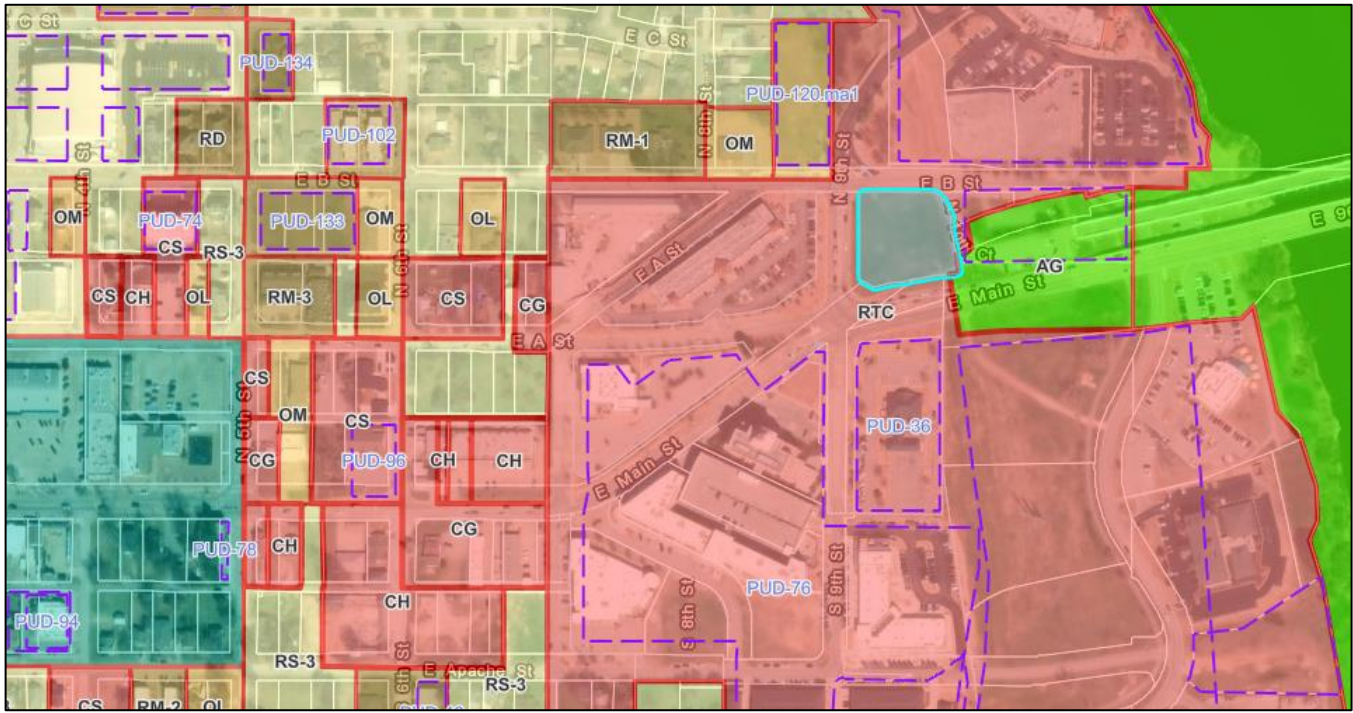 C St
E C St
PUD-134
PUD-120.ma1
RD
PUD-102
RM-1
N 8th St
OM
N 4th St
E B St
N 9th St
E B St
OM
PUD-74
CS
RS-3
PUD-133
OM
OL
N 6th St
E A St
Ct
AG
E Main St
CS
CH
OL
RM-3
OL
CS
CG
RTC
E A St
CS
OM
CS
N 5th St
CG
PUD-96
CH
CH
PUD-36
E Main St
CG
PUD-78
CH
CH
PUD-94
S 8th St
PUD-76
S 9th St
RS-3
6th St
E Apache St
RS-3
CS
RM-2
OL